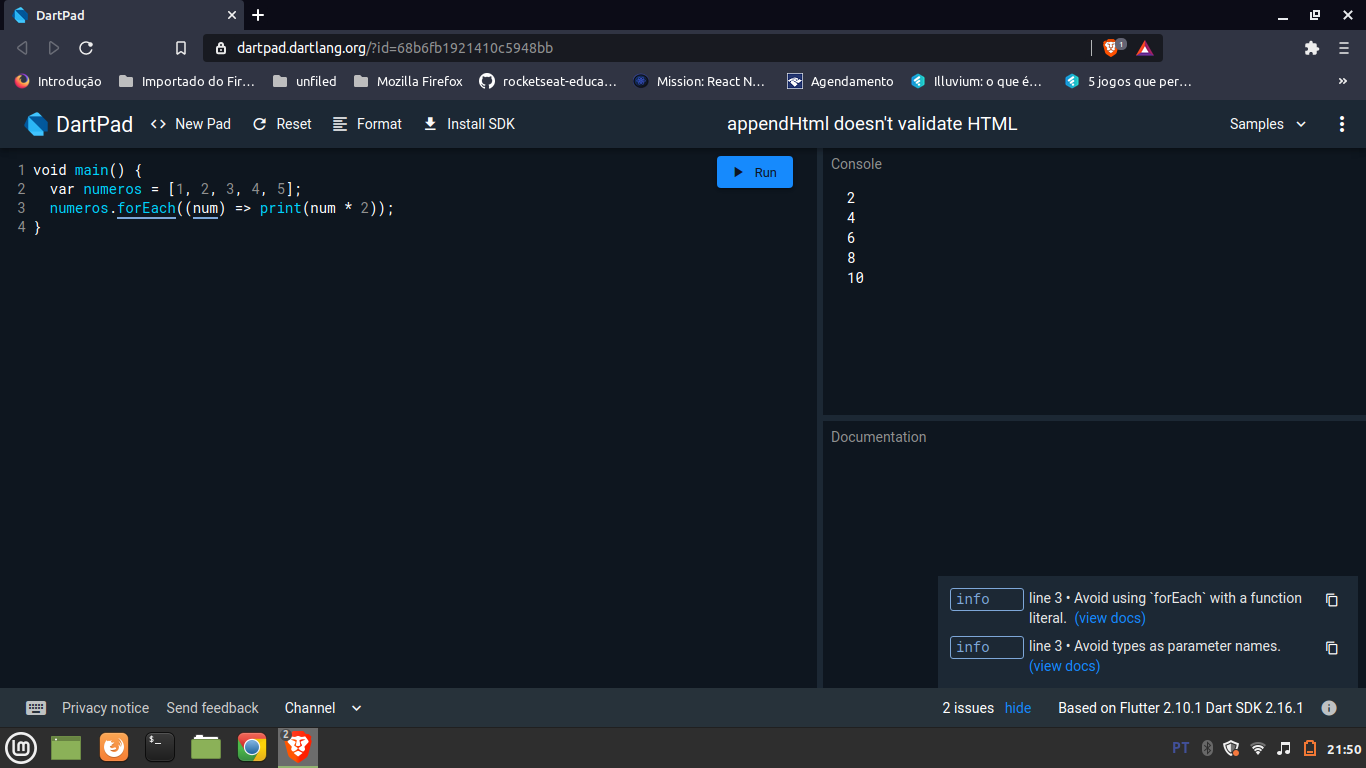 DartPad
dartpad.dartlang.org/?id=68b6fb1921410c5948bb
1
Introdução
Importado do Fir...
unfiled
Mozilla Firefox
rocketseat-educa...
Mission: React N...
Agendamento
Illuvium: o que é...
5 jogos que per...
»
DartPad
<> New Pad
Reset
Format
Install SDK
appendHtml doesn't validate HTML
Samples
1 void main() {
2   var numeros = [1, 2, 3, 4, 5];
3   numeros.forEach((num) => print(num * 2));
4 }
Run
Console
2
4
6
8
10
Documentation
info line 3 • Avoid using `forEach` with a function
literal. (view docs)
info line 3 • Avoid types as parameter names.
(view docs)
Privacy notice
Send feedback
Channel
2 issues hide
Based on Flutter 2.10.1 Dart SDK 2.16.1
$_
2
PT
21:50